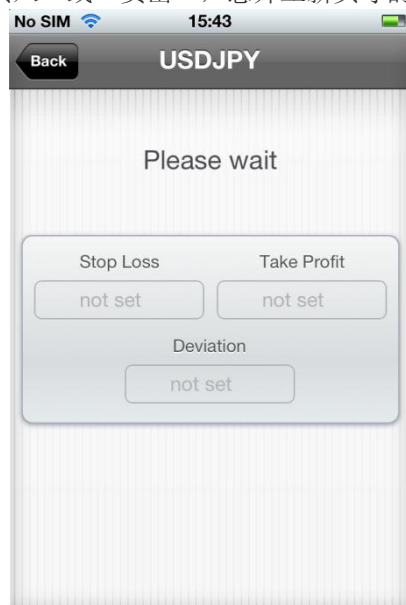 No SIM 15:43
Back USDJPY
Please wait
Stop Loss Take Profit
not set not set
Deviation
not set